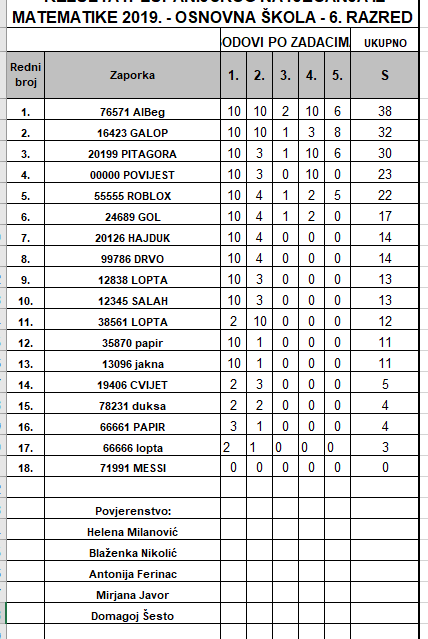 MATEMATIKE 2019. - OSNOVNA ŠKOLA - 6. RAZRED
ODOVI PO ZADACIM UKUPNO
Redni broj Zaporka 1. 2. 3. 4. 5. S
1. 76571 AlBeg 10 10 2 10 6 38
2. 16423 GALOP 10 10 1 3 8 32
3. 20199 PITAGORA 10 3 1 10 6 30
4. 00000 POVIJEST 10 3 0 10 0 23
5. 55555 ROBLOX 10 4 1 2 5 22
6. 24689 GOL 10 4 1 2 0 17
7. 20126 HAJDUK 10 4 0 0 0 14
8. 99786 DRVO 10 4 0 0 0 14
9. 12838 LOPTA 10 3 0 0 0 13
10. 12345 SALAH 10 3 0 0 0 13
11. 38561 LOPTA 2 10 0 0 0 12
12. 35870 papir 10 1 0 0 0 11
13. 13096 jakna 10 1 0 0 0 11
14. 19406 CVIJET 2 3 0 0 0 5
15. 78231 duksa 2 2 0 0 0 4
16. 66661 PAPIR 3 1 0 0 0 4
17. 66666 lopta 2 1 0 0 0 3
18. 71991 MESSI 0 0 0 0 0 0
Povjerenstvo:
Helena Milanović
Blaženka Nikolić
Antonija Ferinac
Mirjana Javor
Domagoj Šesto